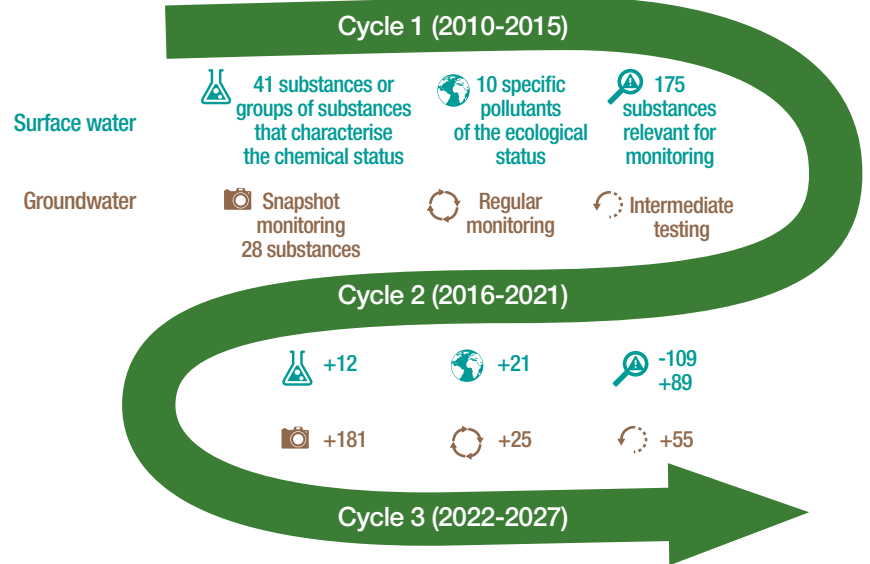 Cycle 1 (2010-2015)
Surface water
41 substances or
groups of substances
that characterise
the chemical status
10 specific
pollutants
of the ecological
status
175
substances
relevant for
monitoring
Groundwater
Snapshot
monitoring
28 substances
Regular
monitoring
Intermediate
testing
Cycle 2 (2016-2021)
+12
+21
-109
+89
+181
+25
+55
Cycle 3 (2022-2027)